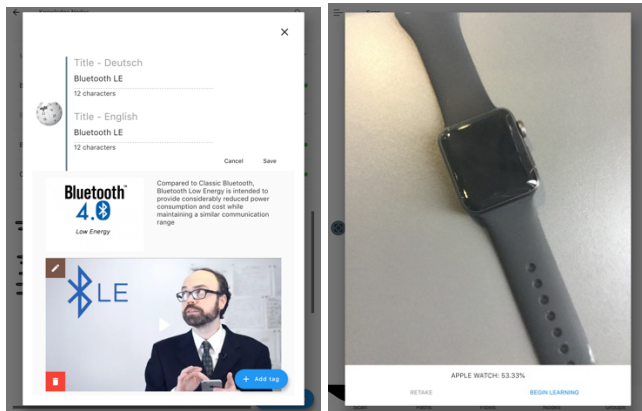 Title - Deutsch
Bluetooth LE
12 characters
Title - English
Bluetooth LE
12 characters
Cancel Save
Bluetooth
4.0
Low Energy
Compared to Classic Bluetooth,
Bluetooth Low Energy is intended to
provide considerably reduced power
consumption and cost while
maintaining a similar communication
range
LE
+ Add tag
APPLE WATCH: 53.33%
RETAKE BEGIN LEARNING